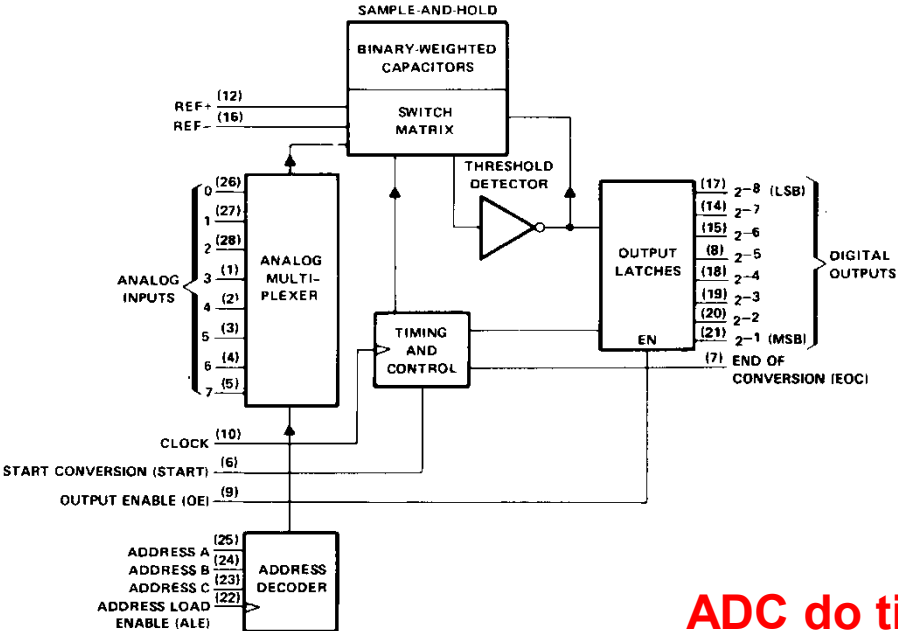 SAMPLE-AND-HOLD
BINARY-WEIGHTED
CAPACITORS
SWITCH
MATRIX
REF+ (12)
REF- (16)
THRESHOLD
DETECTOR
ANALOG
INPUTS
0 (26)
1 (27)
2 (28)
3 (1)
4 (2)
5 (3)
6 (4)
7 (5)
ANALOG
MULTI-
PLEXER
TIMING
AND
CONTROL
OUTPUT
LATCHES
EN
(17) 2-8 (LSB)
(14) 2-7
(15) 2-6
(8) 2-5
(18) 2-4
(19) 2-3
(20) 2-2
(21) 2-1 (MSB)
DIGITAL
OUTPUTS
(7) END OF
CONVERSION (EOC)
CLOCK (10)
START CONVERSION (START) (6)
OUTPUT ENABLE (OE) (9)
ADDRESS A (25)
ADDRESS B (24)
ADDRESS C (23)
ADDRESS LOAD (22)
ENABLE (ALE)
ADDRESS
DECODER
ADC do ti